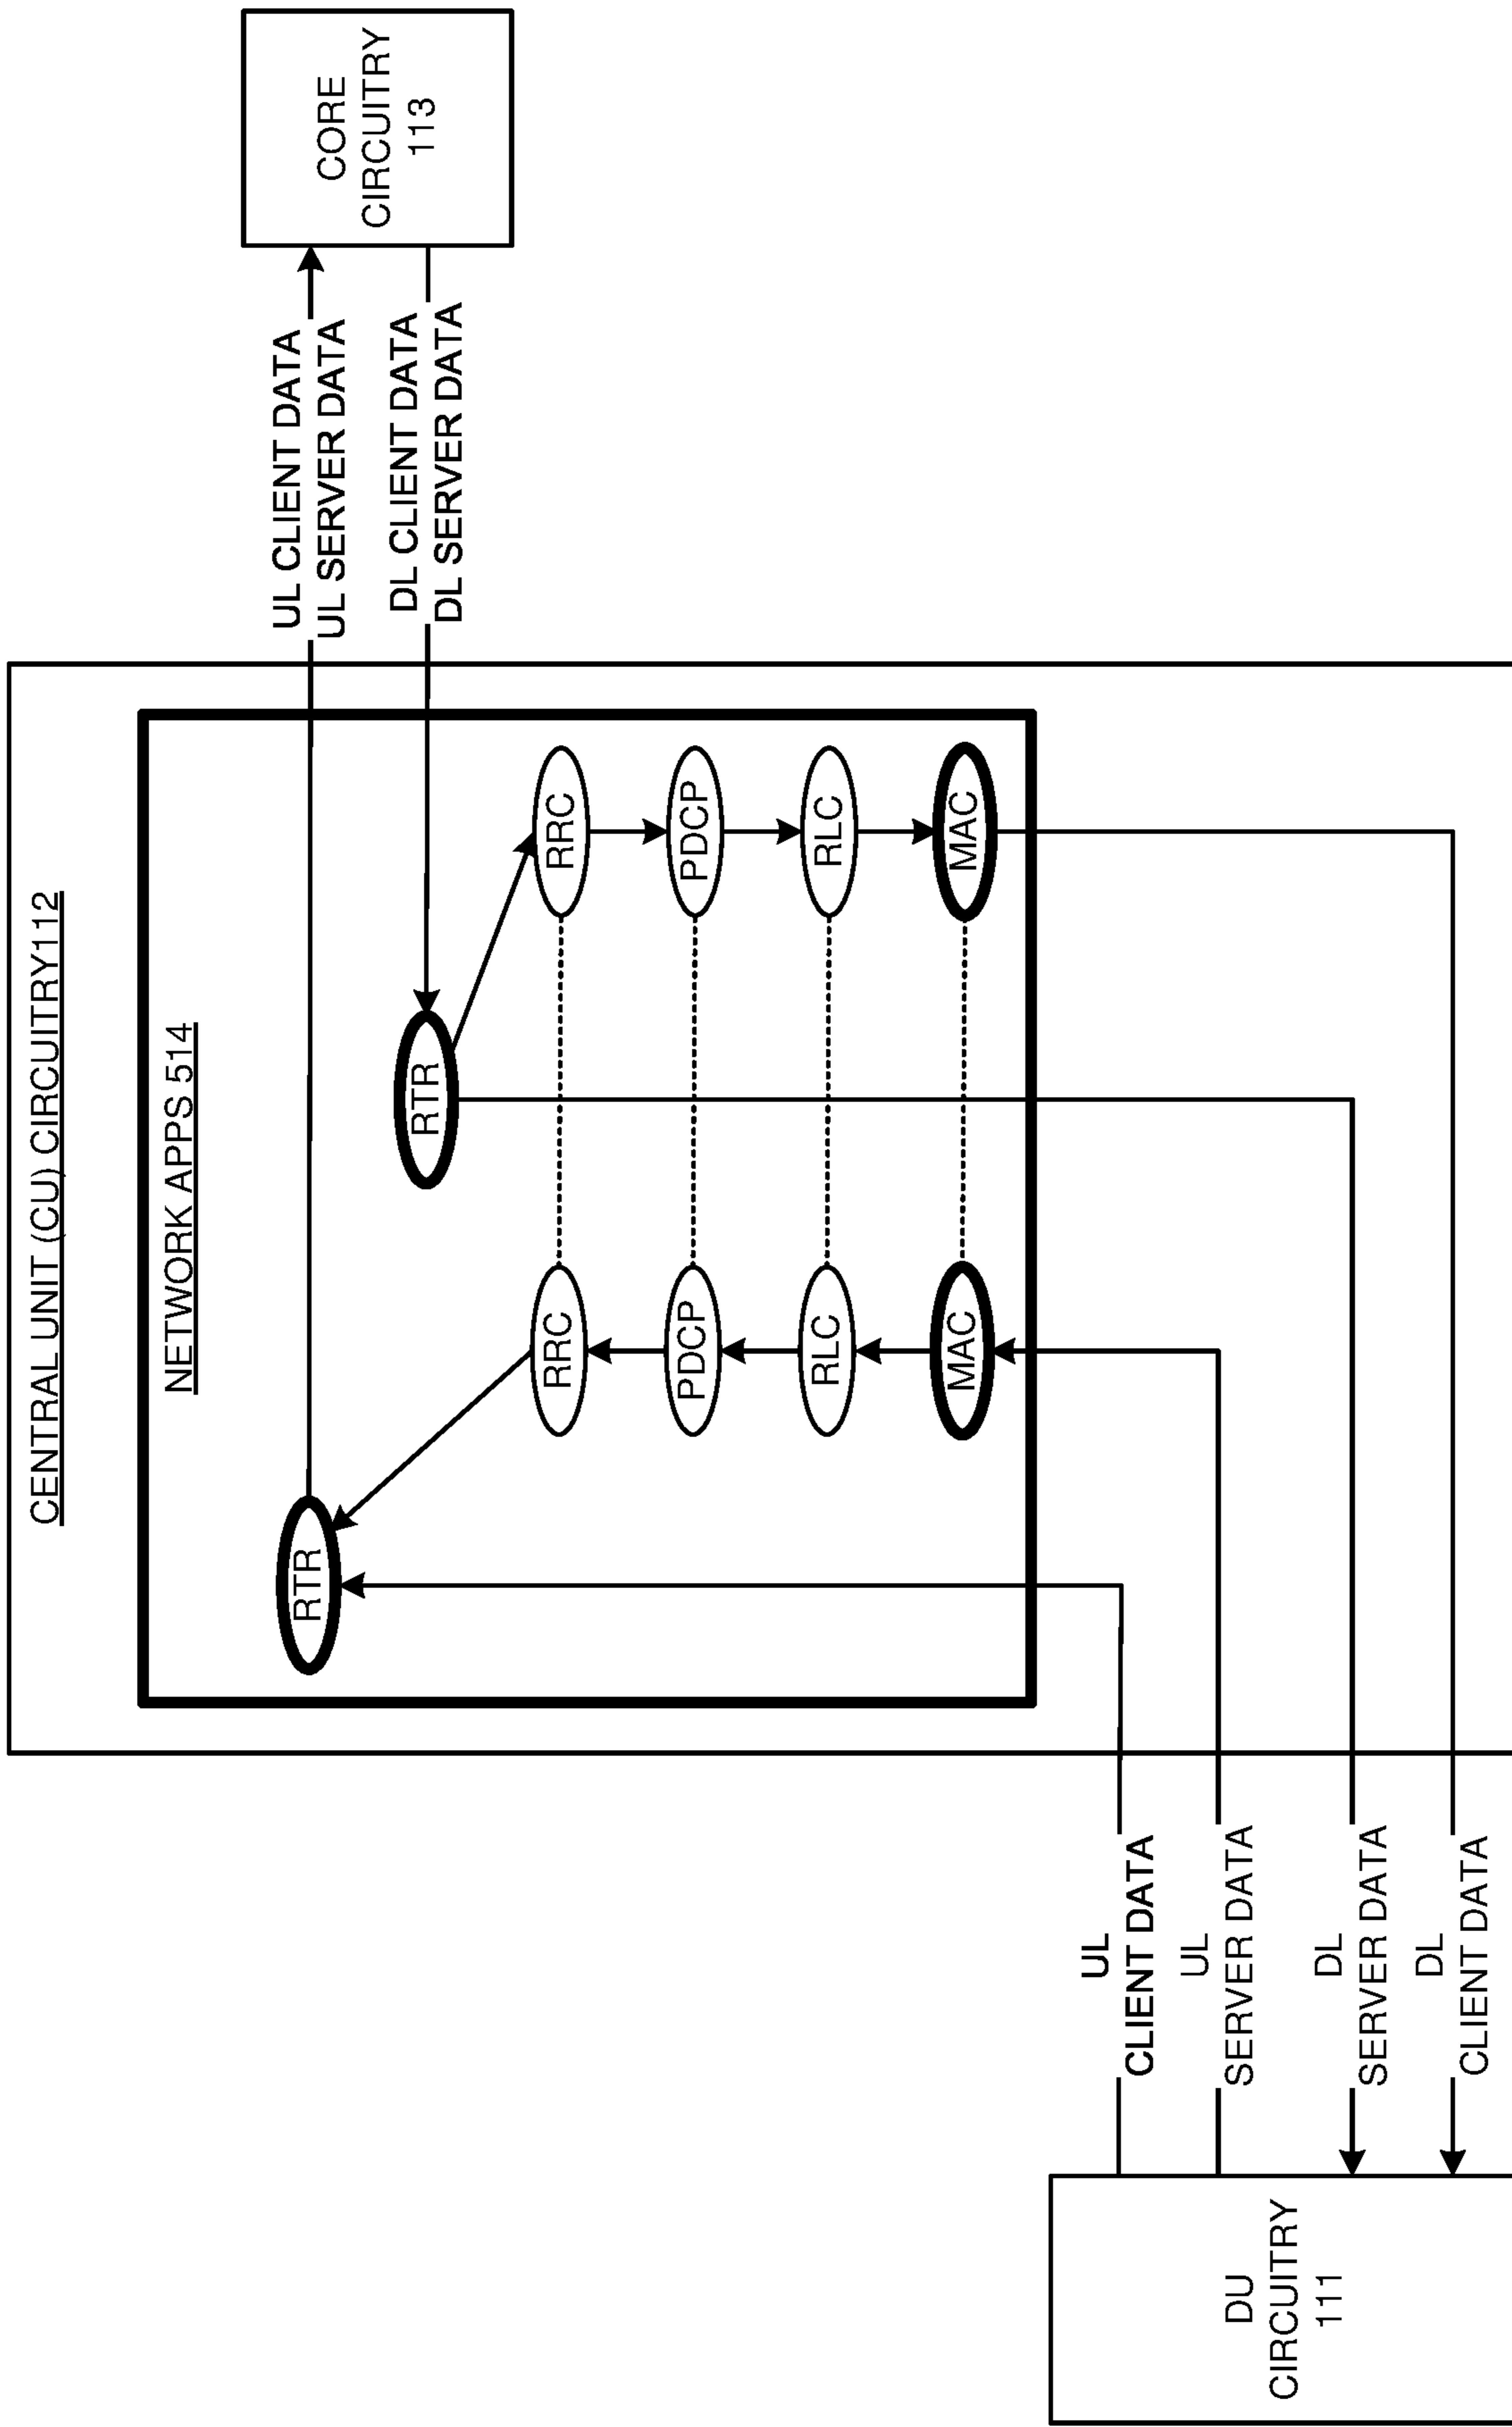 CENTRAL UNIT (CU) CIRCUITRY112
NETWORK APPS 514
RTR
RTR
UL CLIENT DATA
UL SERVER DATA
DL CLIENT DATA
DL SERVER DATA
CORE
CIRCUITRY
113
RRC
RRC
PDCP
PDCP
RLC
RLC
MAC
MAC
UL
CLIENT DATA
UL
SERVER DATA
DL
SERVER DATA
DL
CLIENT DATA
DU
CIRCUITRY
111